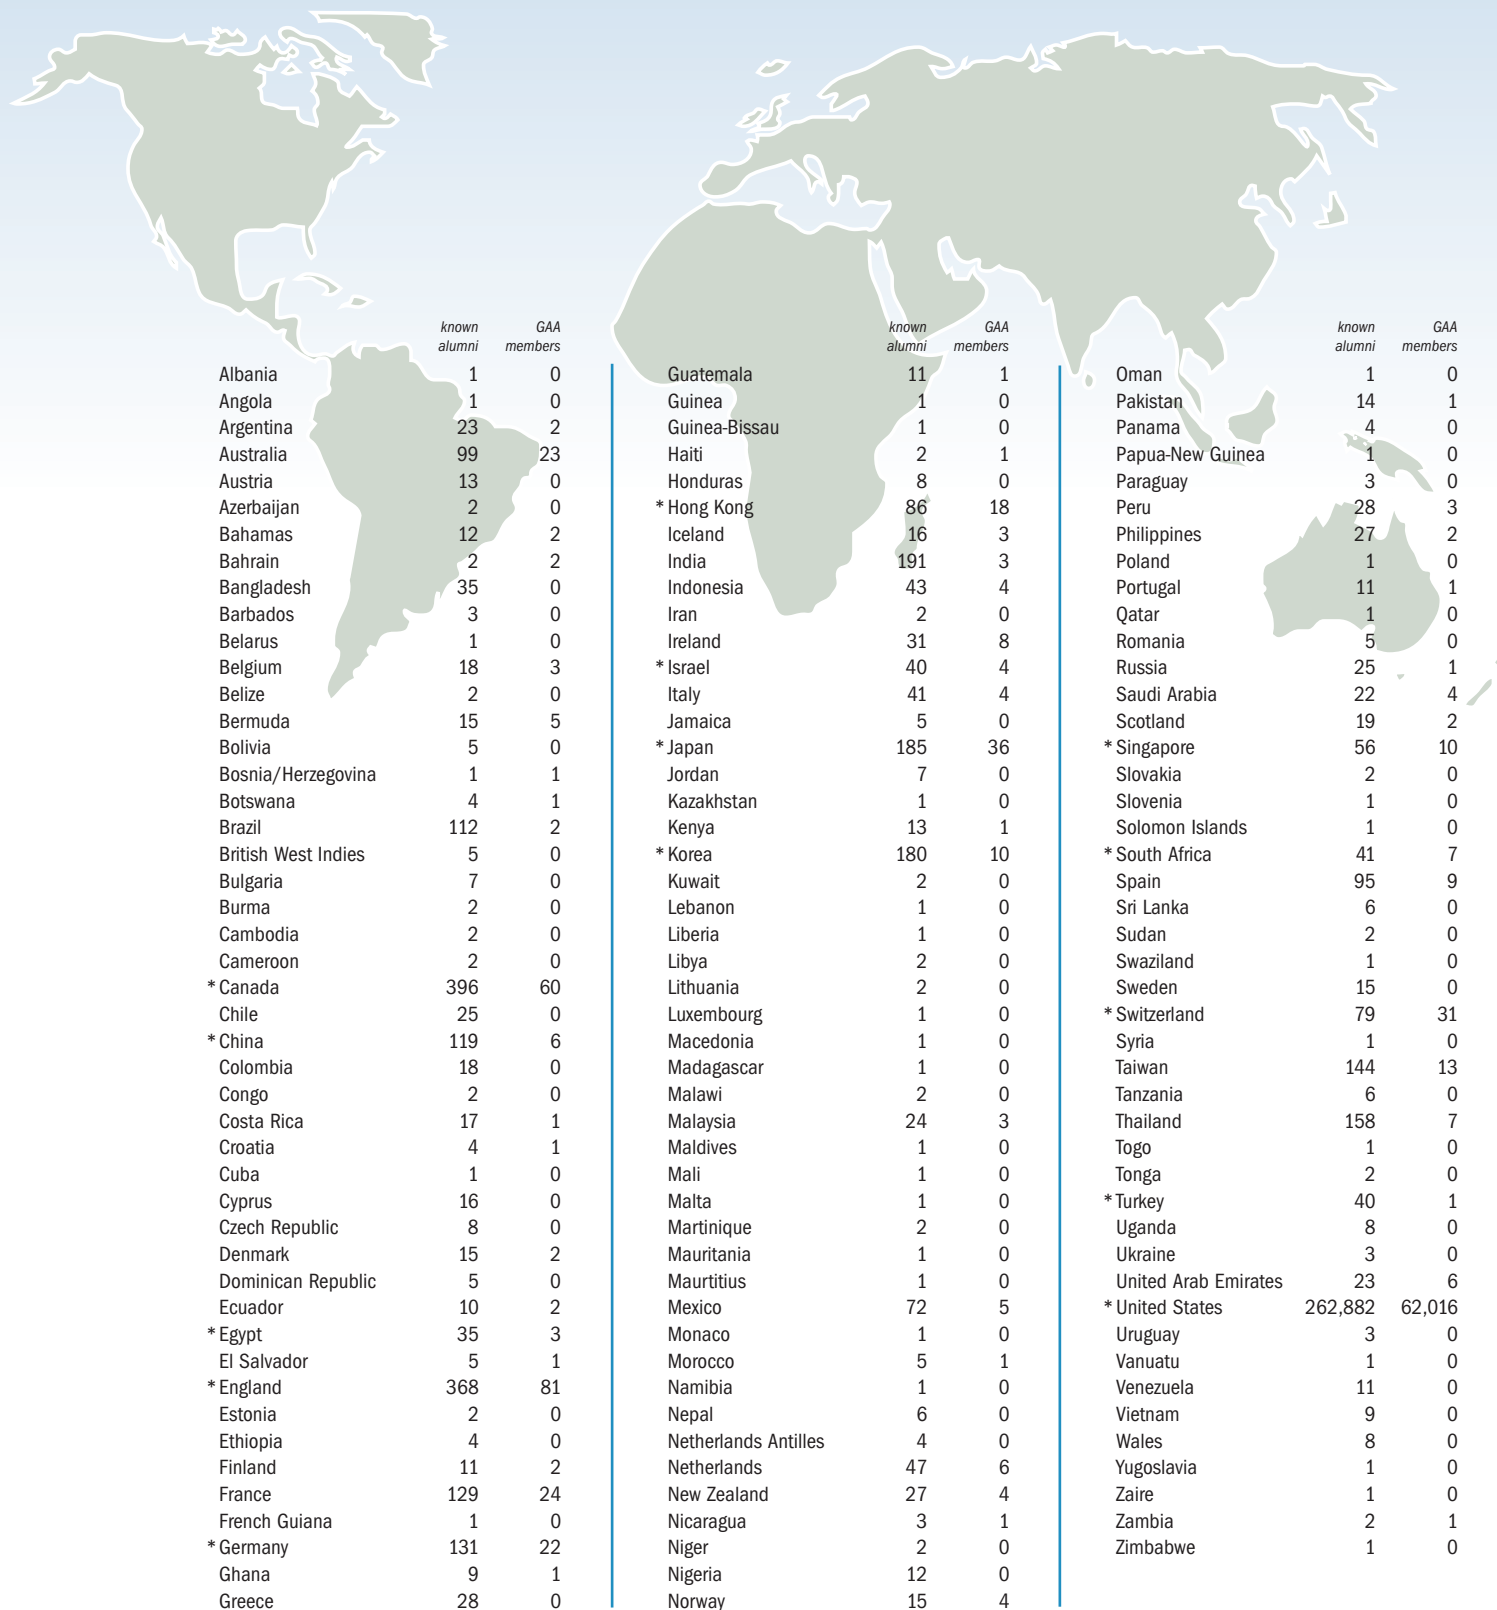 known GAA
alumni members
Albania 1 0
Angola 1 0
Argentina 23 2
Australia 99 23
Austria 13 0
Azerbaijan 2 0
Bahamas 12 2
Bahrain 2 2
Bangladesh 35 0
Barbados 3 0
Belarus 1 0
Belgium 18 3
Belize 2 0
Bermuda 15 5
Bolivia 5 0
Bosnia/Herzegovina 1 1
Botswana 4 1
Brazil 112 2
British West Indies 5 0
Bulgaria 7 0
Burma 2 0
Cambodia 2 0
Cameroon 2 0
* Canada 396 60
Chile 25 0
* China 119 6
Colombia 18 0
Congo 2 0
Costa Rica 17 1
Croatia 4 1
Cuba 1 0
Cyprus 16 0
Czech Republic 8 0
Denmark 15 2
Dominican Republic 5 0
Ecuador 10 2
* Egypt 35 3
El Salvador 5 1
* England 368 81
Estonia 2 0
Ethiopia 4 0
Finland 11 2
France 129 24
French Guiana 1 0
* Germany 131 22
Ghana 9 1
Greece 28 0
known GAA
alumni members
Guatemala 11 1
Guinea 1 0
Guinea-Bissau 1 0
Haiti 2 1
Honduras 8 0
* Hong Kong 86 18
Iceland 16 3
India 191 3
Indonesia 43 4
Iran 2 0
Ireland 31 8
* Israel 40 4
Italy 41 4
Jamaica 5 0
* Japan 185 36
Jordan 7 0
Kazakhstan 1 0
Kenya 13 1
* Korea 180 10
Kuwait 2 0
Lebanon 1 0
Liberia 1 0
Libya 2 0
Lithuania 2 0
Luxembourg 1 0
Macedonia 1 0
Madagascar 1 0
Malawi 2 0
Malaysia 24 3
Maldives 1 0
Mali 1 0
Malta 1 0
Martinique 2 0
Mauritania 1 0
Maurtitius 1 0
Mexico 72 5
Monaco 1 0
Morocco 5 1
Namibia 1 0
Nepal 6 0
Netherlands Antilles 4 0
Netherlands 47 6
New Zealand 27 4
Nicaragua 3 1
Niger 2 0
Nigeria 12 0
Norway 15 4
known GAA
alumni members
Oman 1 0
Pakistan 14 1
Panama 4 0
Papua-New Guinea 1 0
Paraguay 3 0
Peru 28 3
Philippines 27 2
Poland 1 0
Portugal 11 1
Qatar 1 0
Romania 5 0
Russia 25 1
Saudi Arabia 22 4
Scotland 19 2
* Singapore 56 10
Slovakia 2 0
Slovenia 1 0
Solomon Islands 1 0
* South Africa 41 7
Spain 95 9
Sri Lanka 6 0
Sudan 2 0
Swaziland 1 0
Sweden 15 0
* Switzerland 79 31
Syria 1 0
Taiwan 144 13
Tanzania 6 0
Thailand 158 7
Togo 1 0
Tonga 2 0
* Turkey 40 1
Uganda 8 0
Ukraine 3 0
United Arab Emirates 23 6
* United States 262,882 62,016
Uruguay 3 0
Vanuatu 1 0
Venezuela 11 0
Vietnam 9 0
Wales 8 0
Yugoslavia 1 0
Zaire 1 0
Zambia 2 1
Zimbabwe 1 0